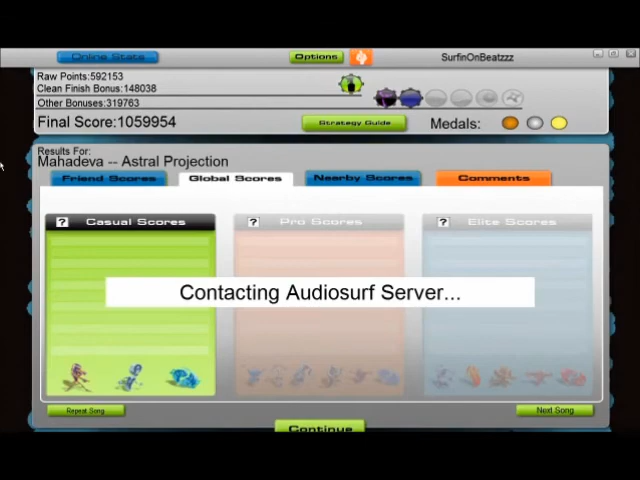 Online Stats
Options
SurfinOnBeatzzz
Raw Points:592153
Clean Finish Bonus:148038
Other Bonuses:319763
Final Score:1059954
Strategy Guide
Medals:
Results For:
Mahadeva -- Astral Projection
Friend Scores
Global Scores
Nearby Scores
Comments
? Casual Scores
? Pro Scores
? Elite Scores
Contacting Audiosurf Server...
Repeat Song
Next Song
Continue